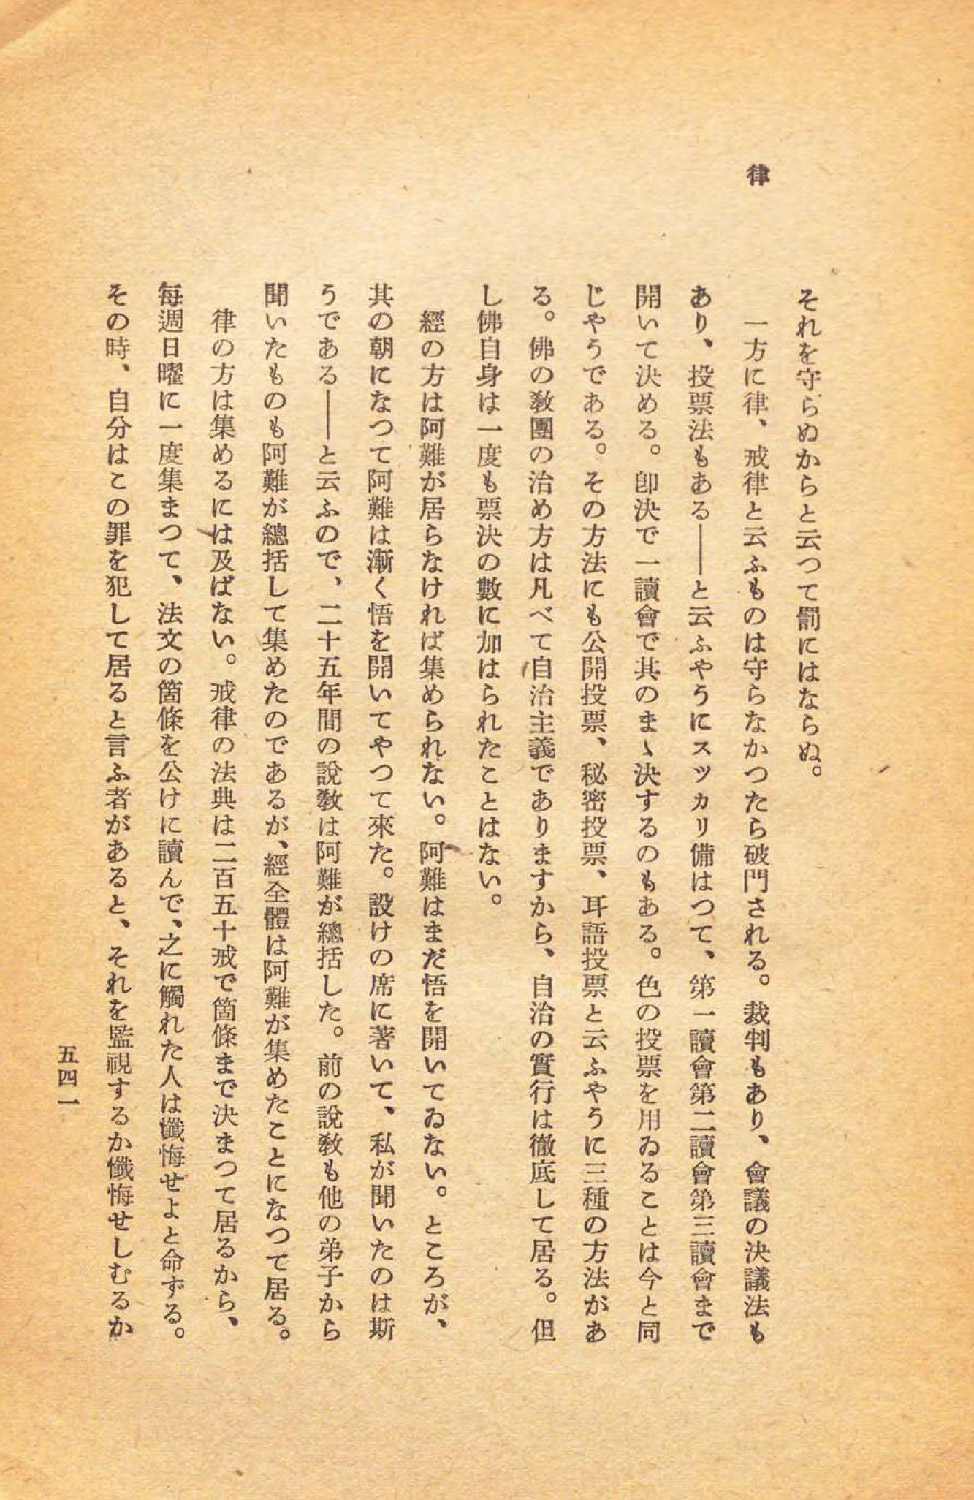 律
それを守らぬからと云つて罰にはならぬ。
一方に律、戒律と云ふものは守らなかつたら破門される。裁判もあり、會議の決議法も
あり、投票法もある――と云ふやうにスッカリ備はつて、第一讀會第二讀會第三讀會まで
開いて決める。卽決で一讀會で其のまゝ決するのもある。色の投票を用ゐることは今と同
じやうである。その方法にも公開投票、秘密投票、耳語投票と云ふやうに三種の方法があ
る。佛の敎團の治め方は凡べて自治主義でありますから、自治の實行は徹底して居る。但
し佛自身は一度も票決の數に加はられたことはない。
經の方は阿難が居らなければ集められない。阿難はまだ悟を開いてゐない。ところが、
其の朝になつて阿難は漸く悟を開いてやつて來た。設けの席に著いて、私が聞いたのは斯
うである――と云ふので、二十五年間の說敎は阿難が總括した。前の說敎も他の弟子から
聞いたものも阿難が總括して集めたのであるが、經全體は阿難が集めたことになつて居る。
律の方は集めるには及ばない。戒律の法典は二百五十戒で箇條まで決まつて居るから、
每週日曜に一度集まつて、法文の箇條を公けに讀んで、之に觸れた人は懺悔せよと命ずる。
その時、自分はこの罪を犯して居ると言ふ者があると、それを監視するか懺悔せしむるか
五四一